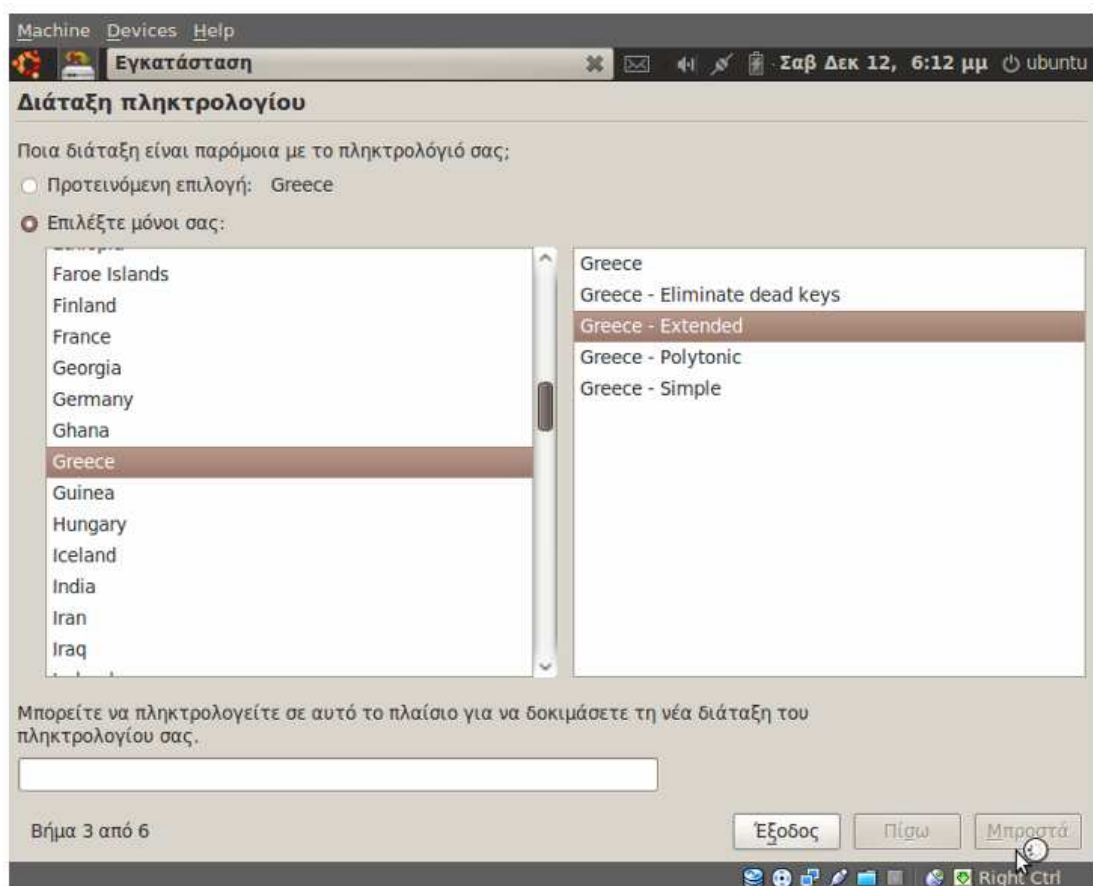 Machine Devices Help
Εγκατάσταση
Σαβ Δεκ 12, 6:12 μμ ubuntu
Διάταξη πληκτρολογίου
Ποια διάταξη είναι παρόμοια με το πληκτρολόγιό σας;
Προτεινόμενη επιλογή: Greece
Επιλέξτε μόνοι σας:
Faroe Islands
Finland
France
Georgia
Germany
Ghana
Greece
Guinea
Hungary
Iceland
India
Iran
Iraq
Greece
Greece - Eliminate dead keys
Greece - Extended
Greece - Polytonic
Greece - Simple
Μπορείτε να πληκτρολογείτε σε αυτό το πλαίσιο για να δοκιμάσετε τη νέα διάταξη του
πληκτρολογίου σας.
Βήμα 3 από 6
Έξοδος
Πίσω
Μπροστά
Right Ctrl